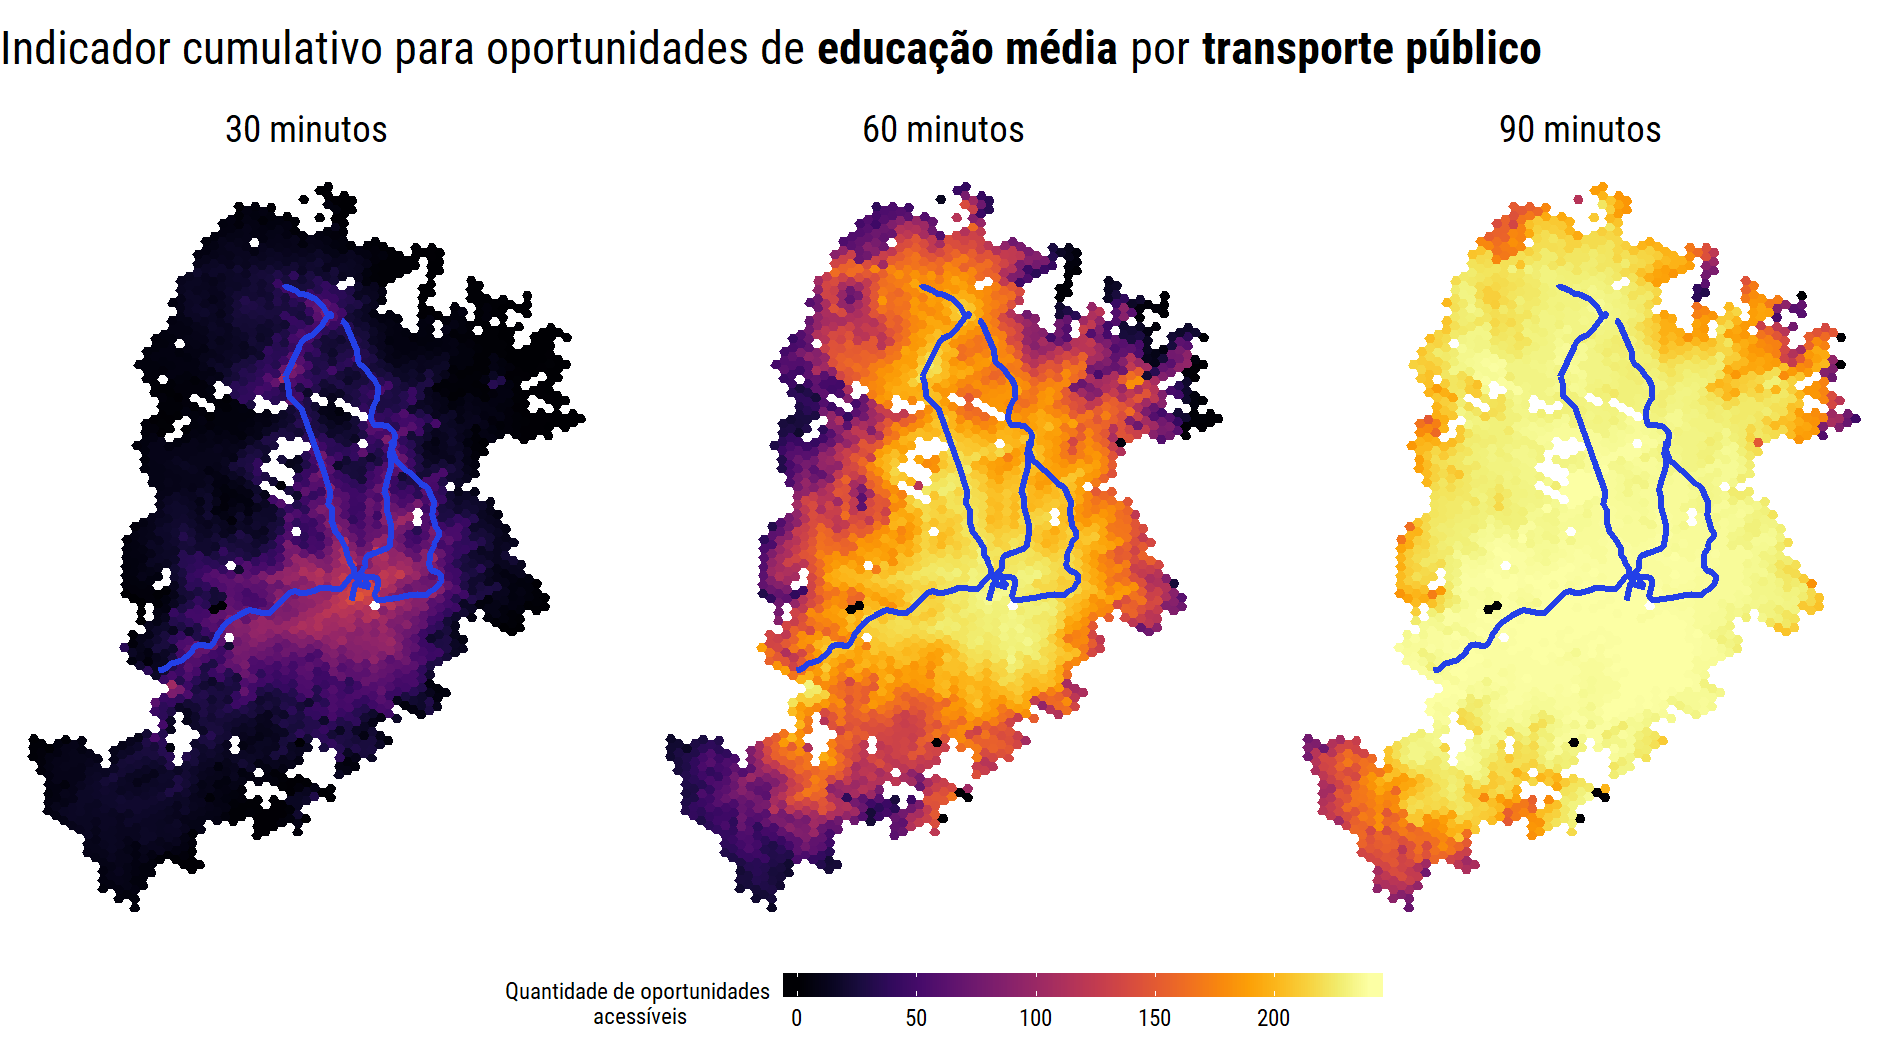 Indicador cumulativo para oportunidades de educação média por transporte público
30 minutos
60 minutos
90 minutos
Quantidade de oportunidades
acessíveis
0
50
100
150
200